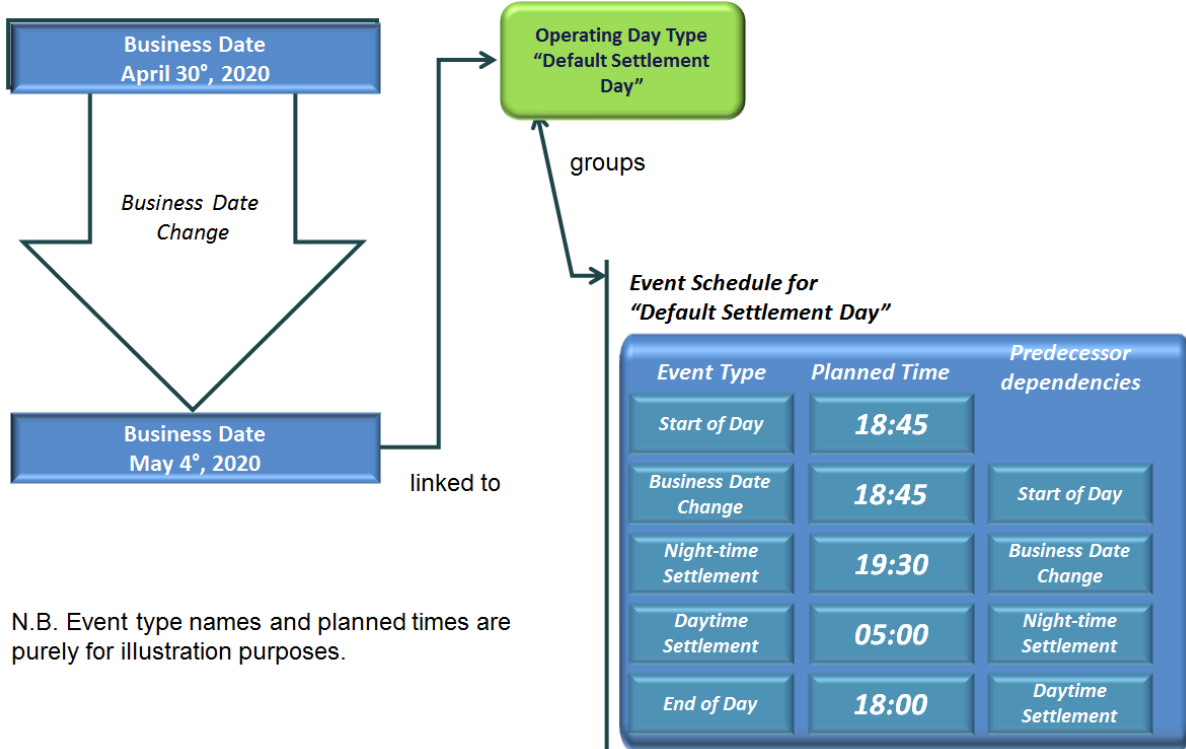 Business Date
April 30°, 2020
Business Date
Change
Business Date
May 4°, 2020
linked to
Operating Day Type
“Default Settlement
Day”
groups
Event Schedule for
“Default Settlement Day”
Event Type
Planned Time
Predecessor
dependencies
Start of Day
18:45
Business Date
Change
18:45
Start of Day
Night-time
Settlement
19:30
Business Date
Change
Daytime
Settlement
05:00
Night-time
Settlement
End of Day
18:00
Daytime
Settlement
N.B. Event type names and planned times are
purely for illustration purposes.